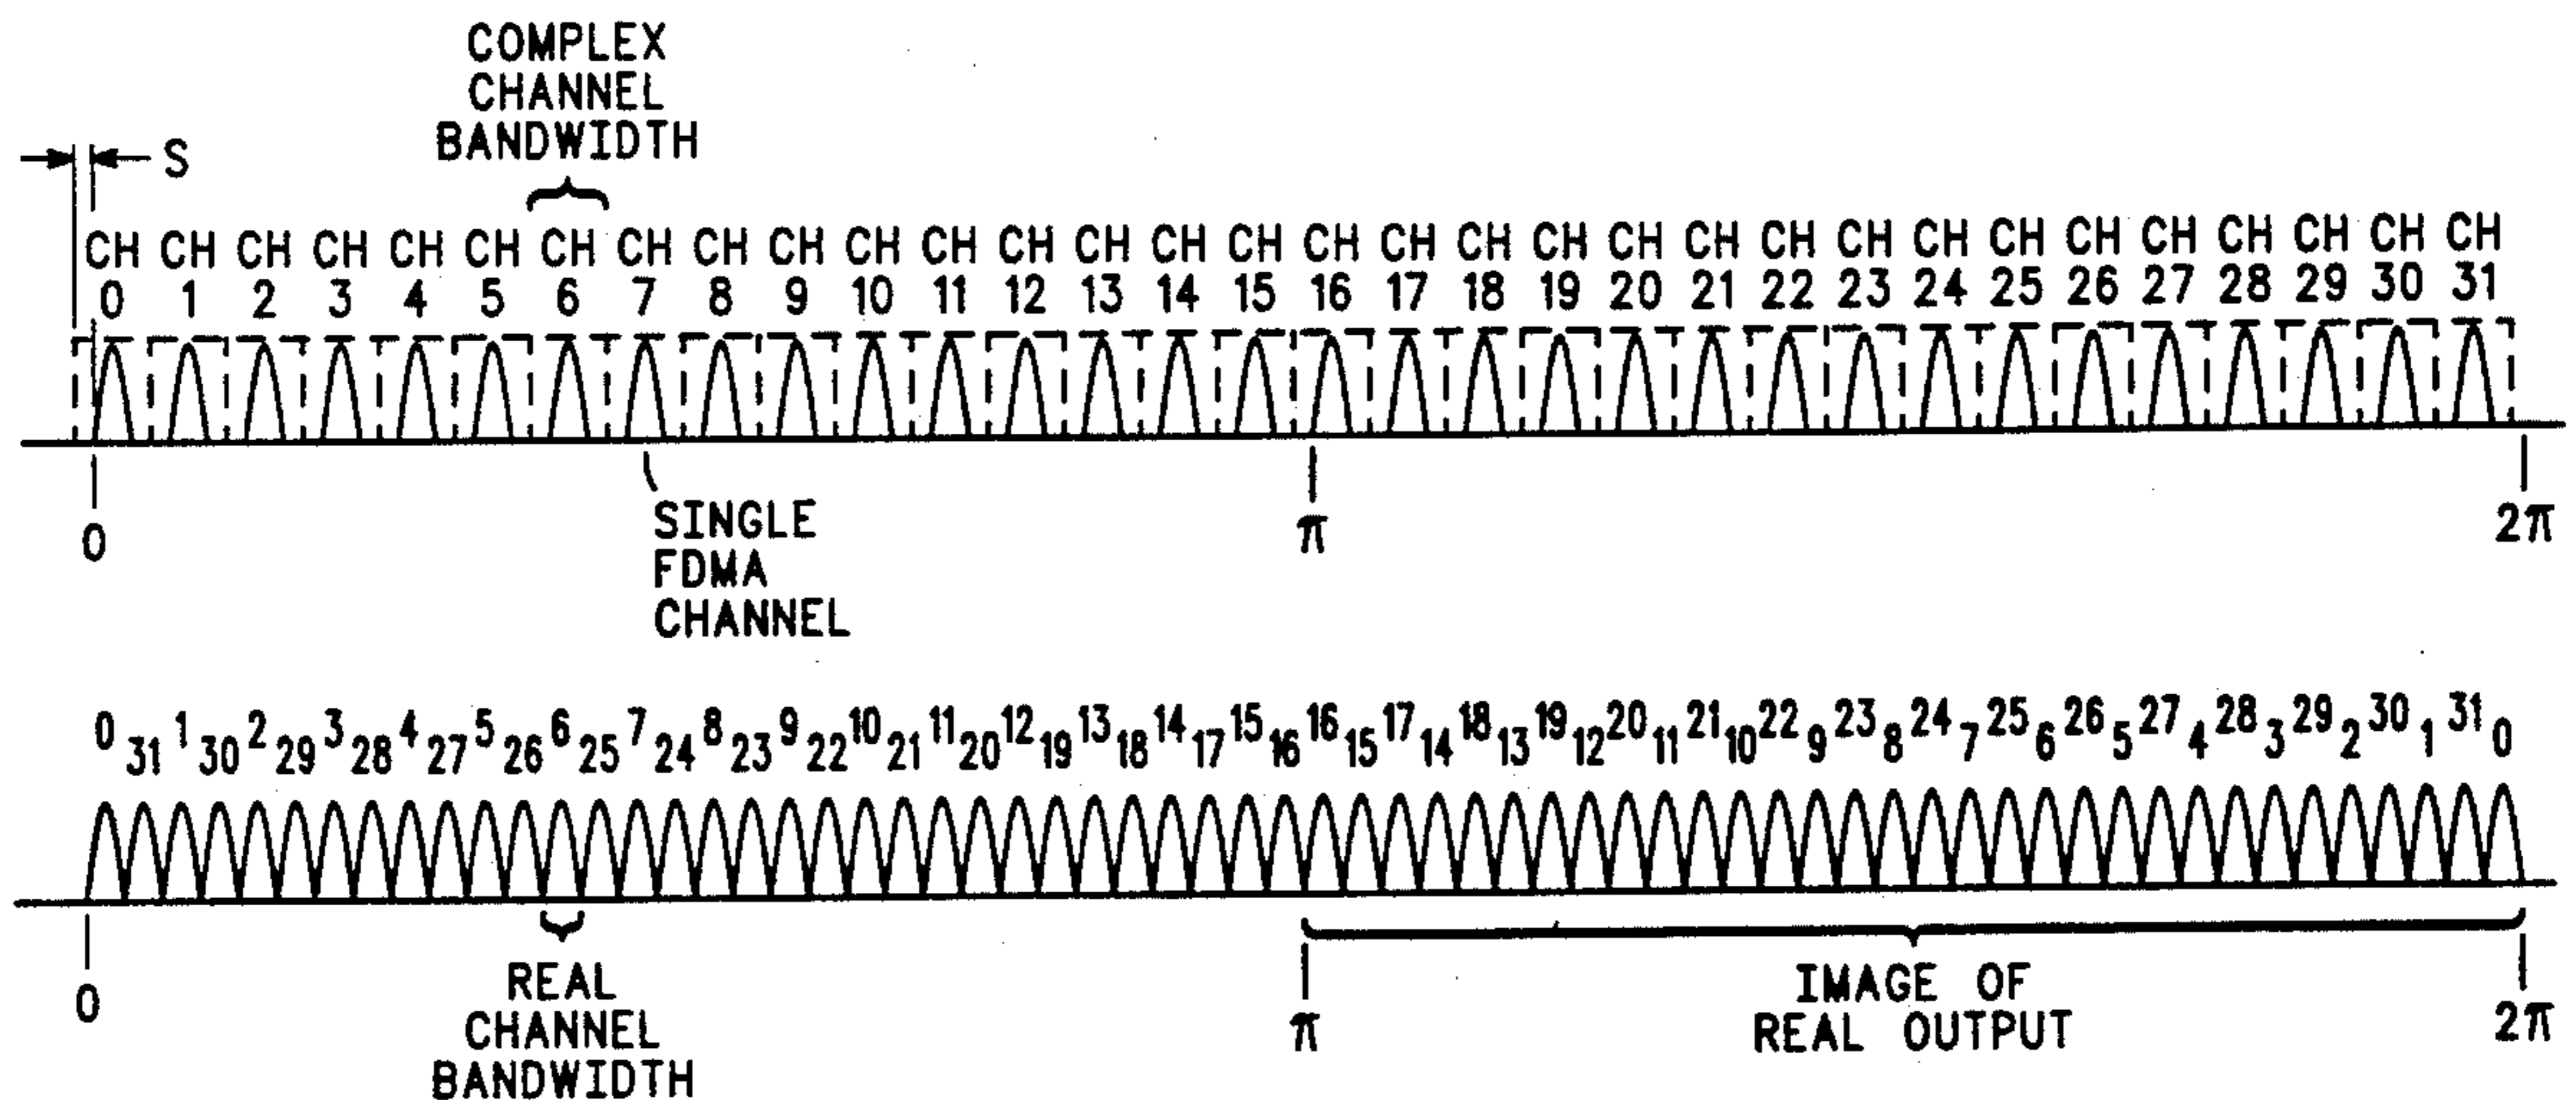 COMPLEX
CHANNEL
BANDWIDTH
S
CH CH CH CH CH CH CH CH CH CH CH CH CH CH CH CH CH CH CH CH CH CH CH CH CH CH CH CH CH CH CH CH
0 1 2 3 4 5 6 7 8 9 10 11 12 13 14 15 16 17 18 19 20 21 22 23 24 25 26 27 28 29 30 31
0 π 2π
SINGLE
FDMA
CHANNEL
0 31 1 30 2 29 3 28 4 27 5 26 6 25 7 24 8 23 9 22 10 21 11 20 12 19 13 18 14 17 15 16 16 15 17 14 18 13 19 12 20 11 21 10 22 9 23 8 24 7 25 6 26 5 27 4 28 3 29 2 30 1 31 0
0 π 2π
REAL
CHANNEL
BANDWIDTH
IMAGE OF
REAL OUTPUT